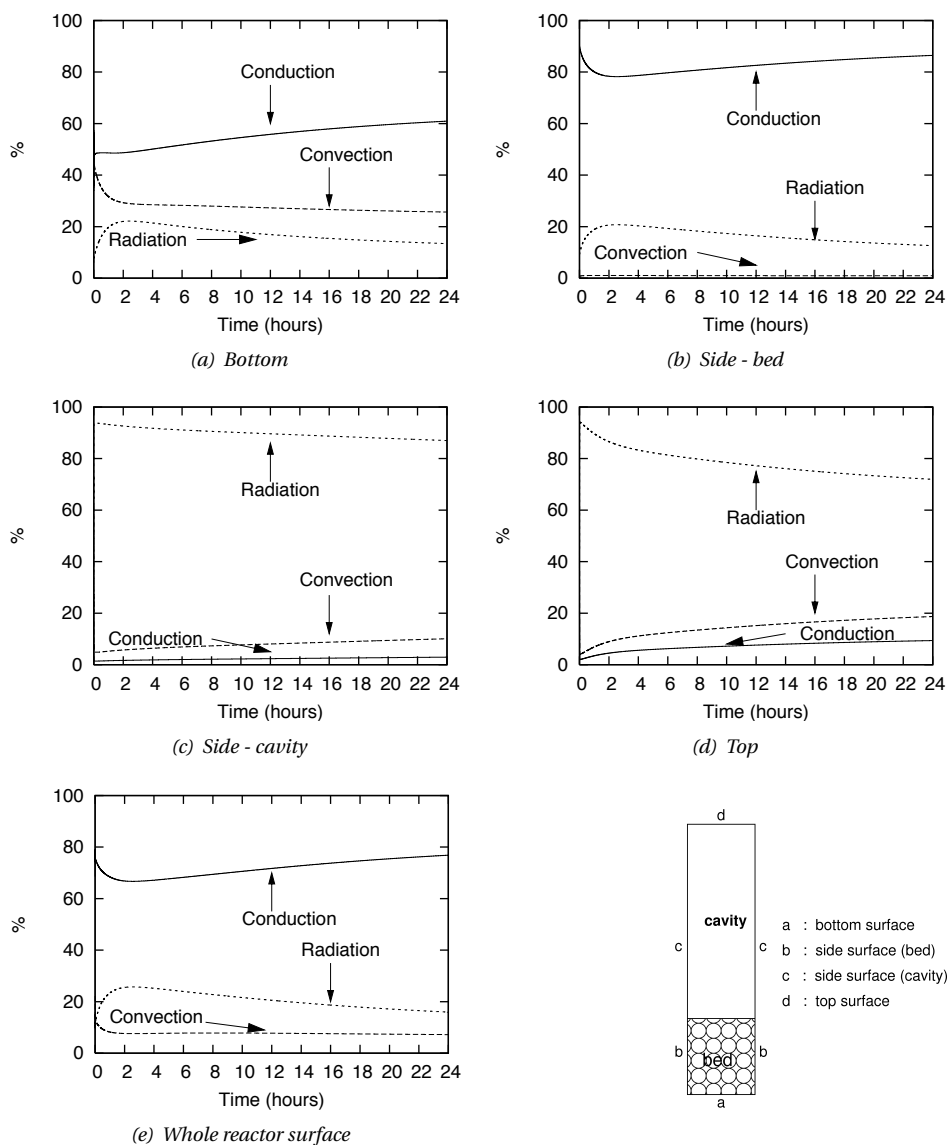 100
80
60
40
20
0
%
Conduction
Convection
Radiation
0 2 4 6 8 10 12 14 16 18 20 22 24
Time (hours)
(a) Bottom
100
80
60
40
20
0
%
Conduction
Radiation
Convection
0 2 4 6 8 10 12 14 16 18 20 22 24
Time (hours)
(b) Side - bed
100
80
60
40
20
0
%
Radiation
Convection
Conduction
0 2 4 6 8 10 12 14 16 18 20 22 24
Time (hours)
(c) Side - cavity
100
80
60
40
20
0
%
Radiation
Convection
Conduction
0 2 4 6 8 10 12 14 16 18 20 22 24
Time (hours)
(d) Top
100
80
60
40
20
0
%
Conduction
Radiation
Convection
0 2 4 6 8 10 12 14 16 18 20 22 24
Time (hours)
(e) Whole reactor surface
d
cavity
c c
b bed b
a
a : bottom surface
b : side surface (bed)
c : side surface (cavity)
d : top surface